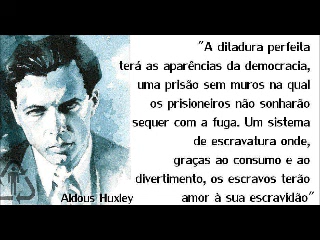 "A ditadura perfeita
terá as aparências da democracia,
uma prisão sem muros na qual
os prisioneiros não sonharão
sequer com a fuga. Um sistema
de escravatura onde,
graças ao consumo e ao
divertimento, os escravos terão
amor à sua escravidão"
Aldous Huxley